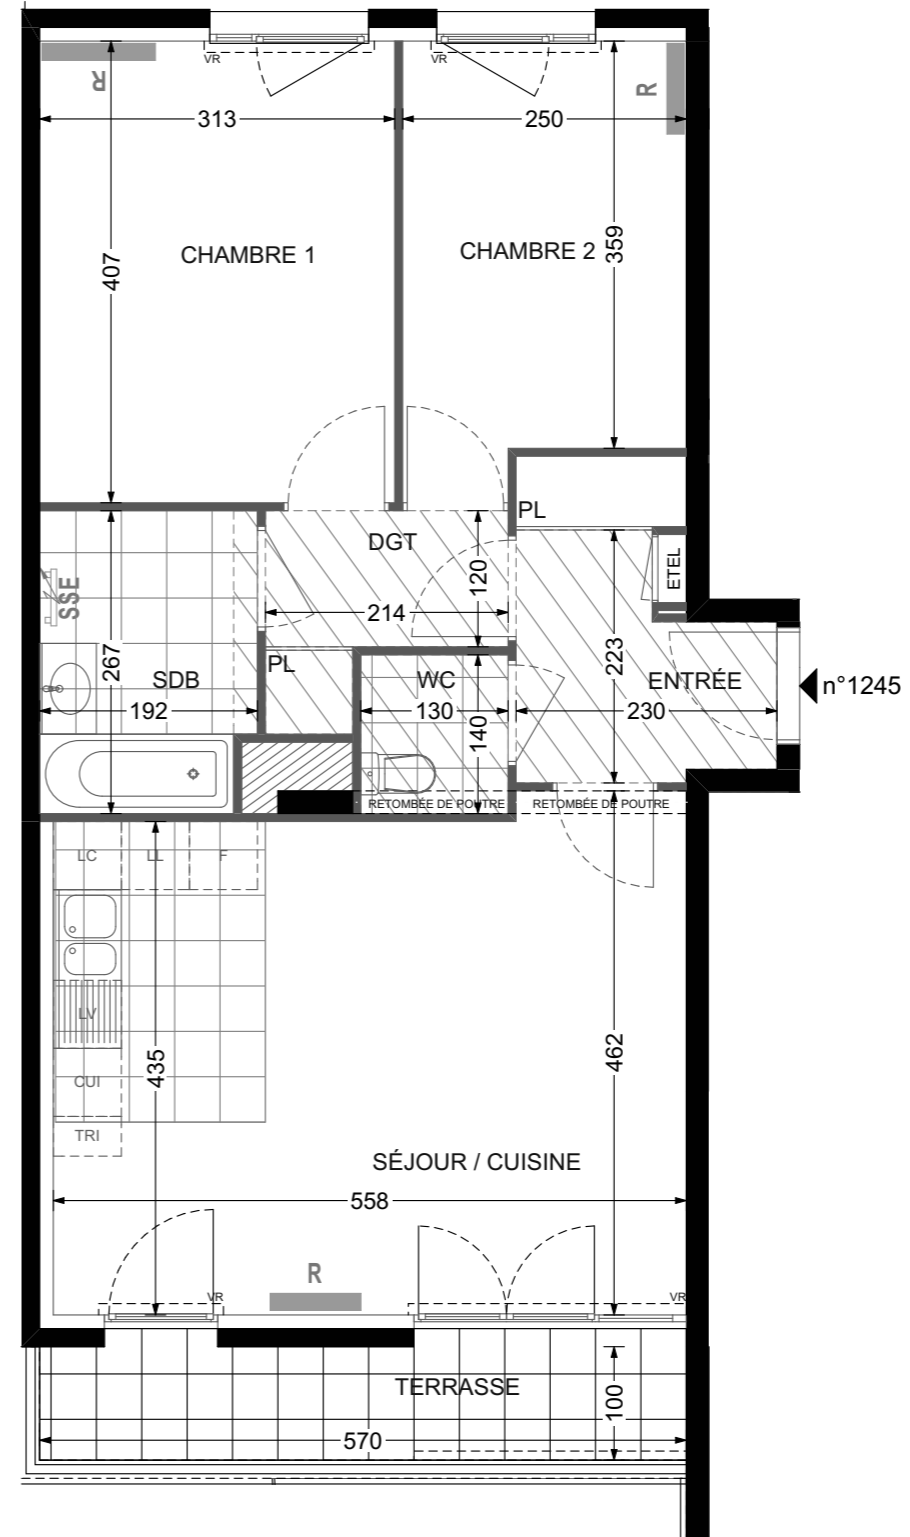 VR
VR
R
R
313
250
CHAMBRE 1
CHAMBRE 2
407
359
PL
DGT
120
ETEL
SSE
214
267
PL
SDB
WC
223
ENTRÉE
n°1245
192
130
230
140
RETOMBÉE DE POUTRE
RETOMBÉE DE POUTRE
LC
LL
F
LV
435
462
CUI
TRI
SÉJOUR / CUISINE
558
R
VR
VR
TERRASSE
100
570